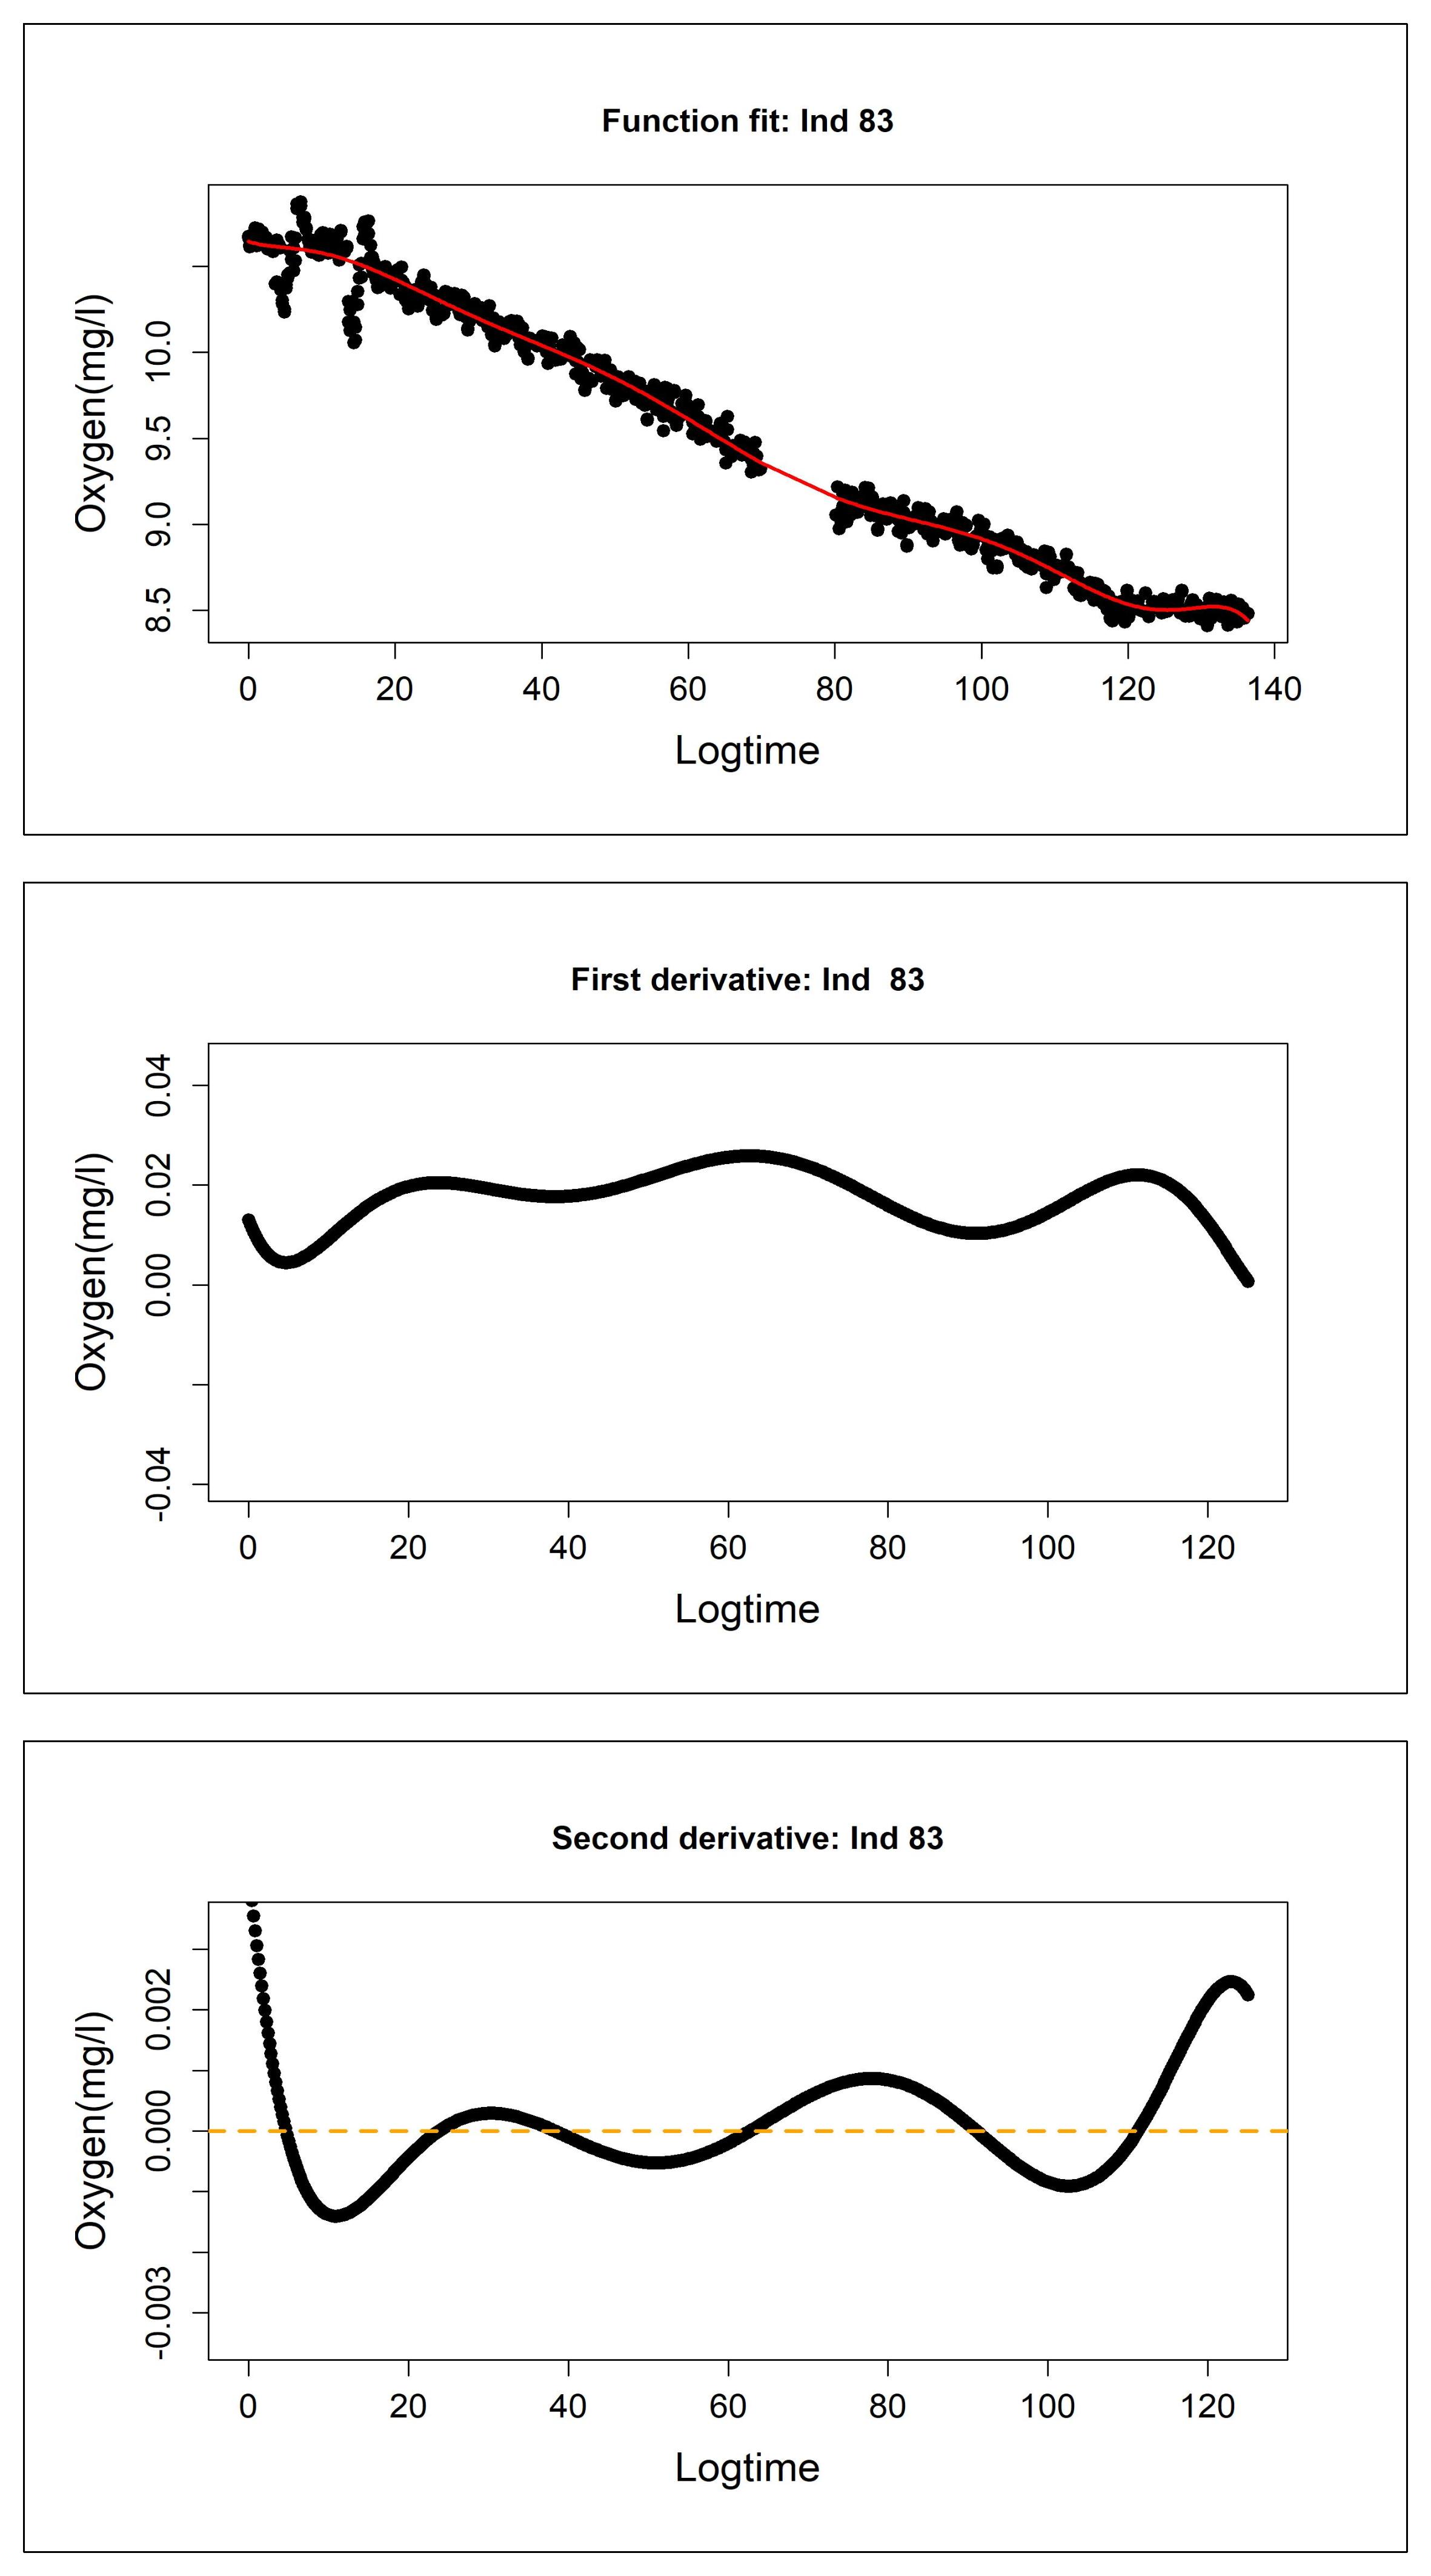 Function fit: Ind 83
Oxygen(mg/l)
10.0
9.5
9.0
8.5
0 20 40 60 80 100 120 140
Logtime
First derivative: Ind  83
Oxygen(mg/l)
0.04
0.02
0.00
-0.04
0 20 40 60 80 100 120
Logtime
Second derivative: Ind 83
Oxygen(mg/l)
0.002
0.000
-0.003
0 20 40 60 80 100 120
Logtime